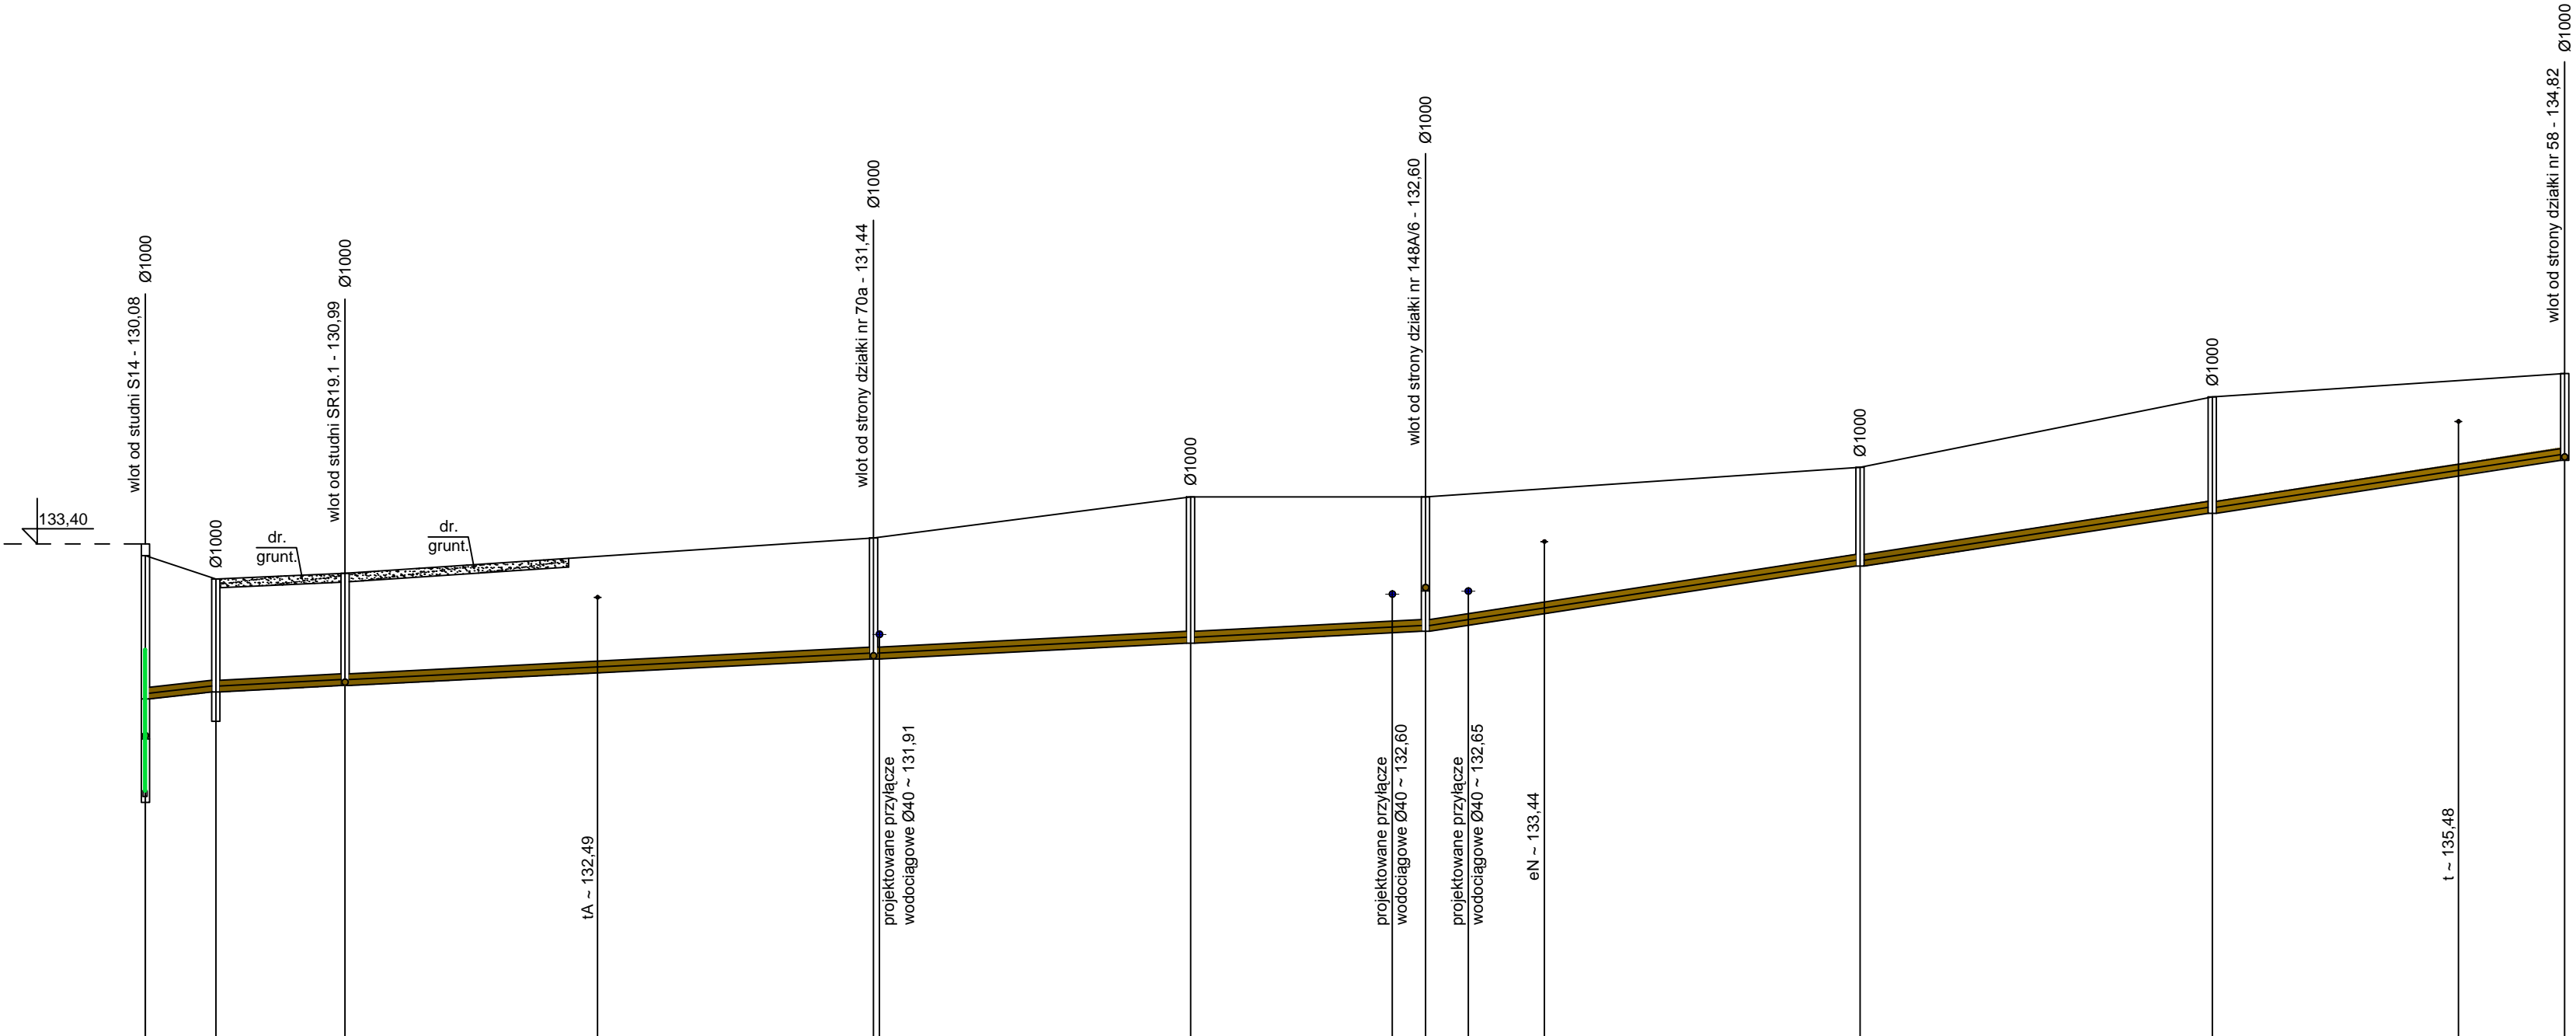 133,40
wlot od studni S14 - 130,08
Ø1000
Ø1000
dr.
grunt.
wlot od studni SR19.1 - 130,99
Ø1000
dr.
grunt.
tA ~ 132,49
wlot od strony działki nr 70a - 131,44
Ø1000
projektowane przyłącze
wodociągowe Ø40 ~ 131,91
Ø1000
projektowane przyłącze
wodociągowe Ø40 ~ 132,60
wlot od strony działki nr 148A/6 - 132,60
Ø1000
projektowane przyłącze
wodociągowe Ø40 ~ 132,65
eN ~ 133,44
Ø1000
Ø1000
t ~ 135,48
wlot od strony działki nr 58 - 134,82
Ø1000